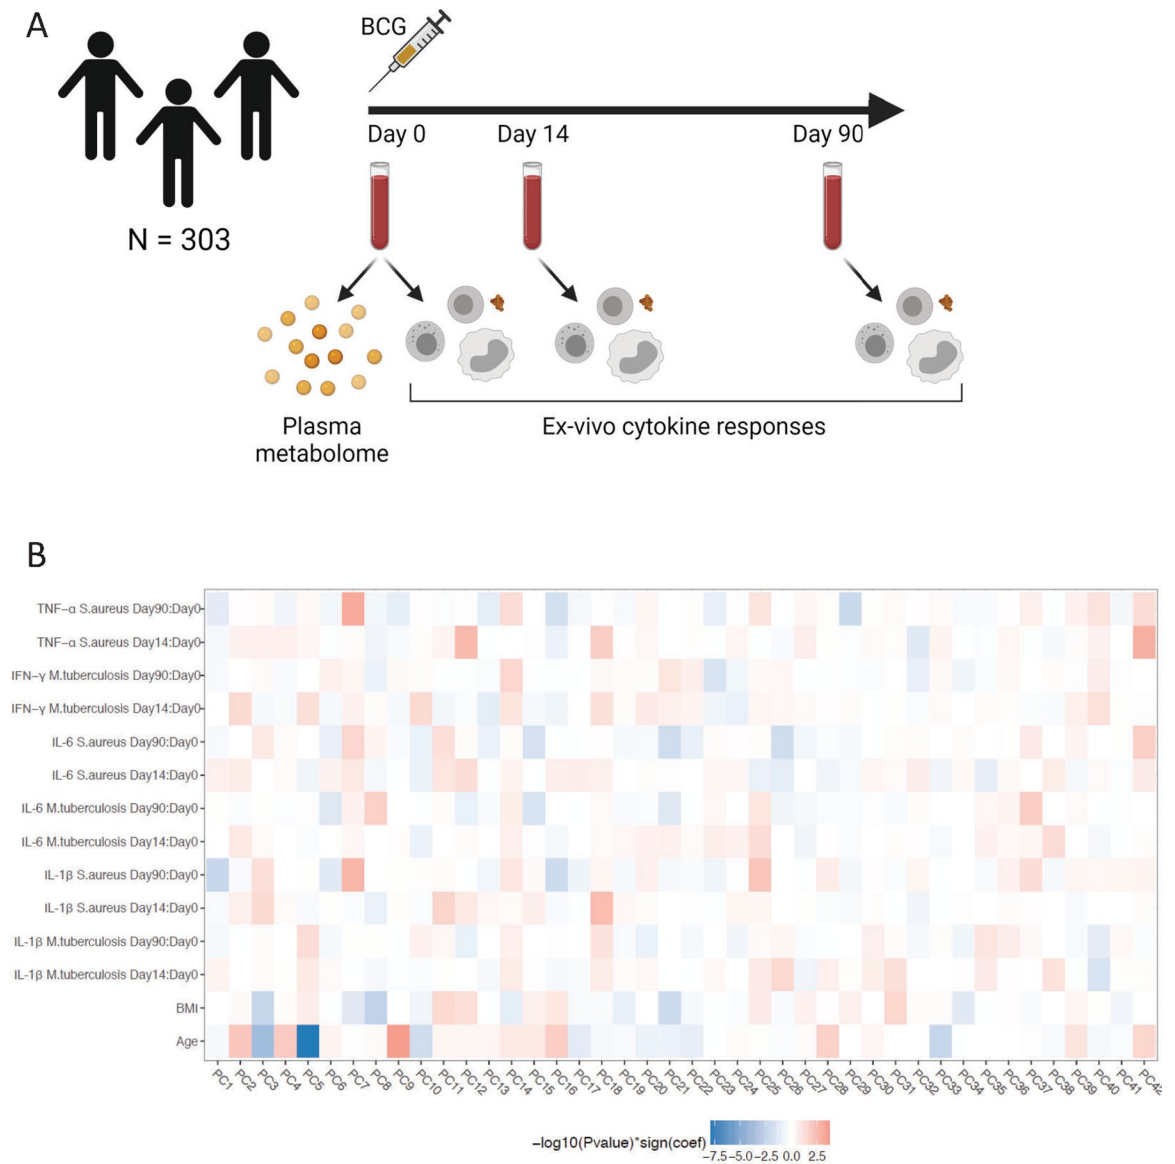 A
BCG
Day 0
Day 14
Day 90
N = 303
Plasma
metabolome
Ex-vivo cytokine responses
B
TNF-α S.aureus Day90:Day0
TNF-α S.aureus Day14:Day0
IFN-γ M.tuberculosis Day90:Day0
IFN-γ M.tuberculosis Day14:Day0
IL-6 S.aureus Day90:Day0
IL-6 S.aureus Day14:Day0
IL-6 M.tuberculosis Day90:Day0
IL-6 M.tuberculosis Day14:Day0
IL-1β S.aureus Day90:Day0
IL-1β S.aureus Day14:Day0
IL-1β M.tuberculosis Day90:Day0
IL-1β M.tuberculosis Day14:Day0
BMI
Age
PC1 PC2 PC3 PC4 PC5 PC6 PC7 PC8 PC9 PC10 PC11 PC12 PC13 PC14 PC15 PC16 PC17 PC18 PC19 PC20 PC21 PC22 PC23 PC24 PC25 PC26 PC27 PC28 PC29 PC30 PC31 PC32 PC33 PC34 PC35 PC36 PC37 PC38 PC39 PC40 PC41 PC42
-log10(Pvalue)*sign(coef)
-7.5 -5.0 -2.5 0.0 2.5